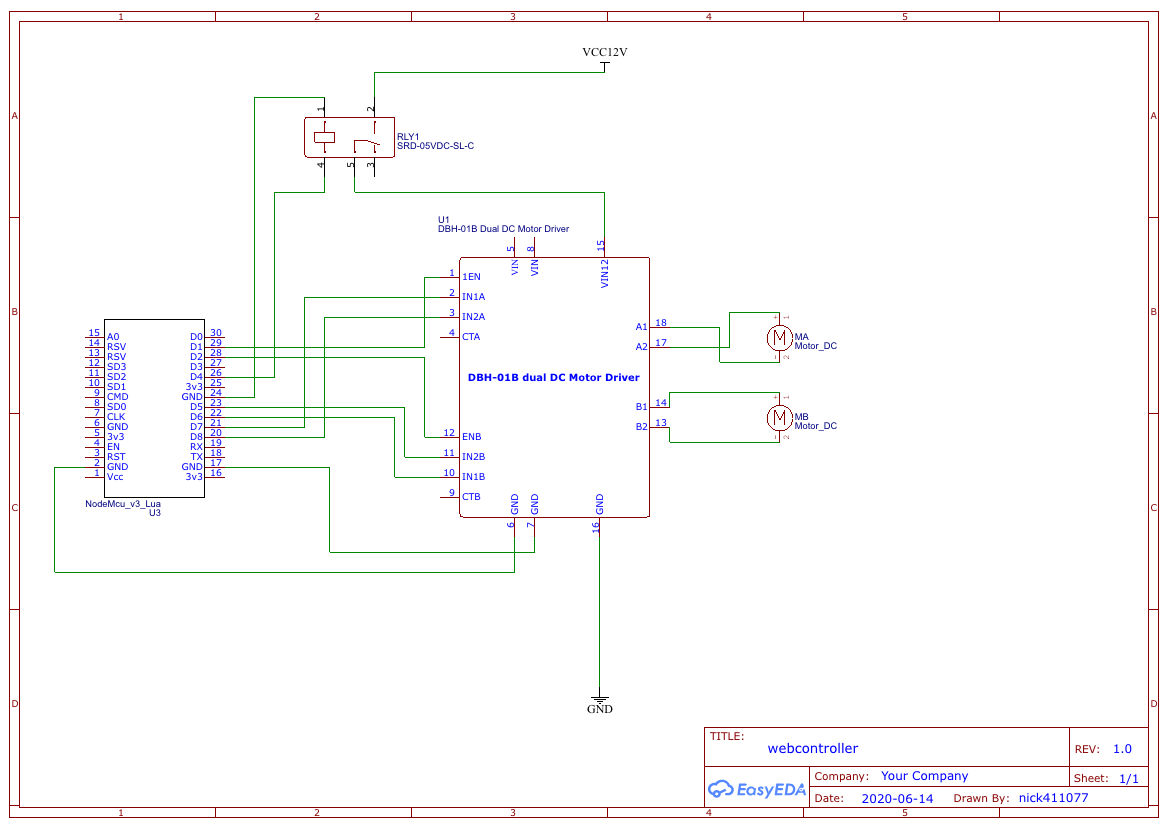 1 2 3 4 5
A A
B B
C C
D D
VCC12V
1 2
RLY1
SRD-05VDC-SL-C
4 5 3
U1
DBH-01B Dual DC Motor Driver
5 8 15
VIN VIN VIN12
1 1EN
2 IN1A
3 IN2A
4 CTA
A1 18
A2 17
+ 1
M MA
Motor_DC
- 2
DBH-01B dual DC Motor Driver
B1 14
B2 13
+ 1
M MB
Motor_DC
- 2
12 ENB
11 IN2B
10 IN1B
9 CTB
GND GND GND
6 7 16
15 A0 D0 30
14 RSV D1 29
13 RSV D2 28
12 SD3 D3 27
11 SD2 D4 26
10 SD1 3v3 25
9 CMD GND 24
8 SD0 D5 23
7 CLK D6 22
6 GND D7 21
5 3v3 D8 20
4 EN RX 19
3 RST TX 18
2 GND GND 17
1 Vcc 3v3 16
NodeMcu_v3_Lua
U3
GND
TITLE:
webcontroller
REV: 1.0
EasyEDA
Company: Your Company
Sheet: 1/1
Date: 2020-06-14 Drawn By: nick411077
1 2 3 4 5